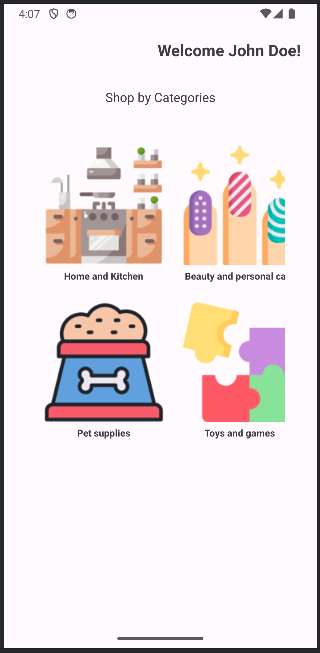 4:07
Welcome John Doe!
Shop by Categories
Home and Kitchen
Beauty and personal ca
Pet supplies
Toys and games